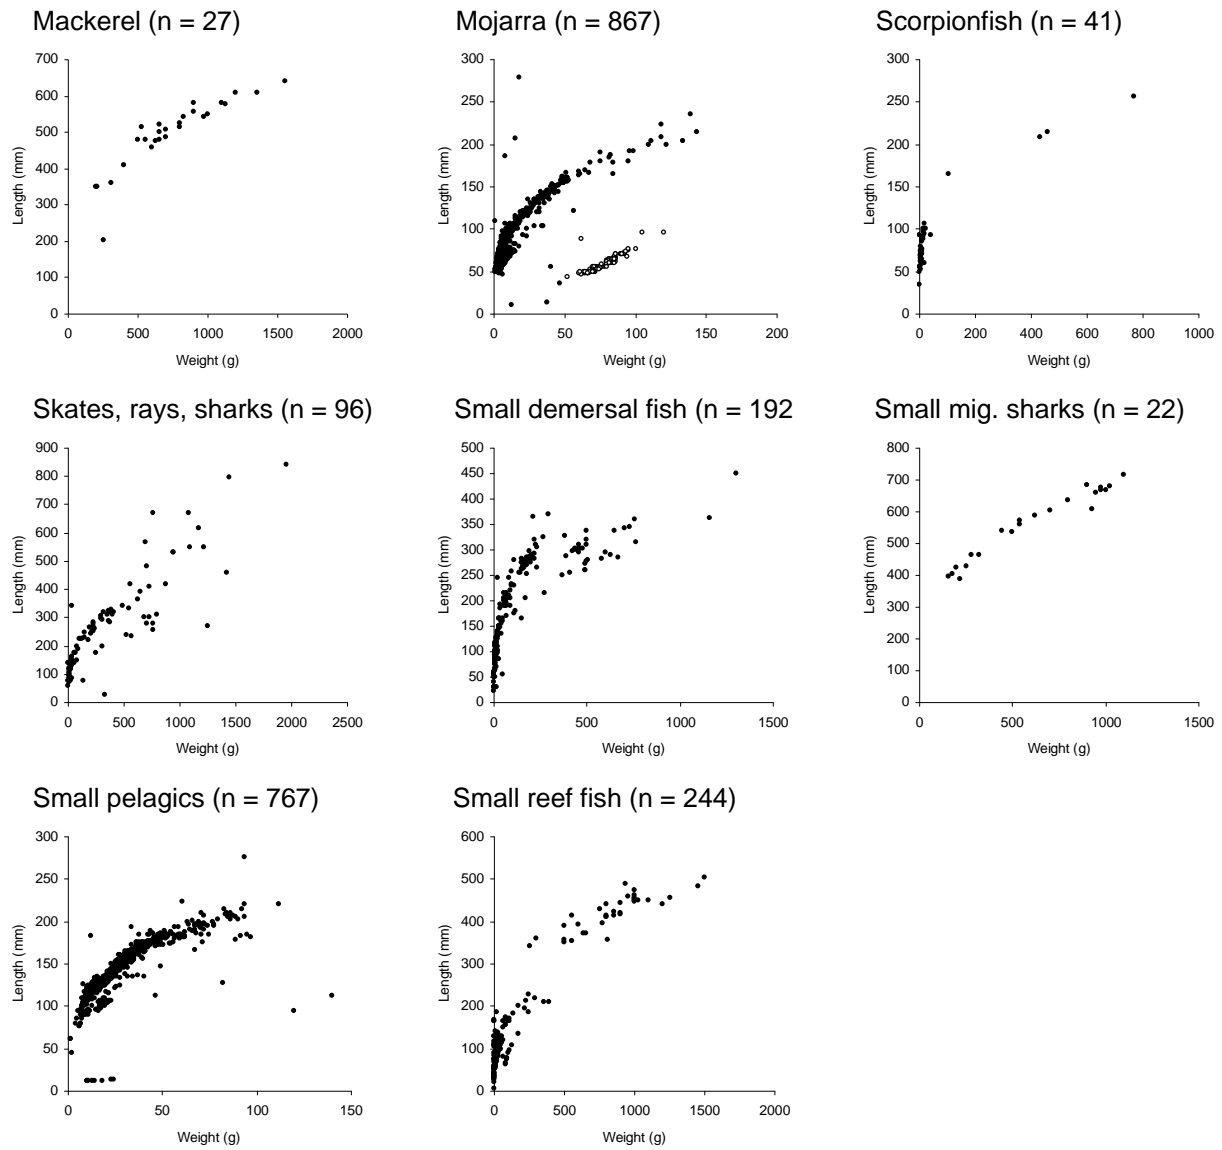 Mackerel (n = 27)
700
600
500
400
300
200
100
0
Length (mm)
0 500 1000 1500 2000
Weight (g)
Mojarra (n = 867)
300
250
200
150
100
50
0
Length (mm)
0 50 100 150 200
Weight (g)
Scorpionfish (n = 41)
300
250
200
150
100
50
0
Length (mm)
0 200 400 600 800 1000
Weight (g)
Skates, rays, sharks (n = 96)
900
800
700
600
500
400
300
200
100
0
Length (mm)
0 500 1000 1500 2000 2500
Weight (g)
Small demersal fish (n = 192
500
450
400
350
300
250
200
150
100
50
0
Length (mm)
0 500 1000 1500
Weight (g)
Small mig. sharks (n = 22)
800
700
600
500
400
300
200
100
0
Length (mm)
0 500 1000 1500
Weight (g)
Small pelagics (n = 767)
300
250
200
150
100
50
0
Length (mm)
0 50 100 150
Weight (g)
Small reef fish (n = 244)
600
500
400
300
200
100
0
Length (mm)
0 500 1000 1500 2000
Weight (g)